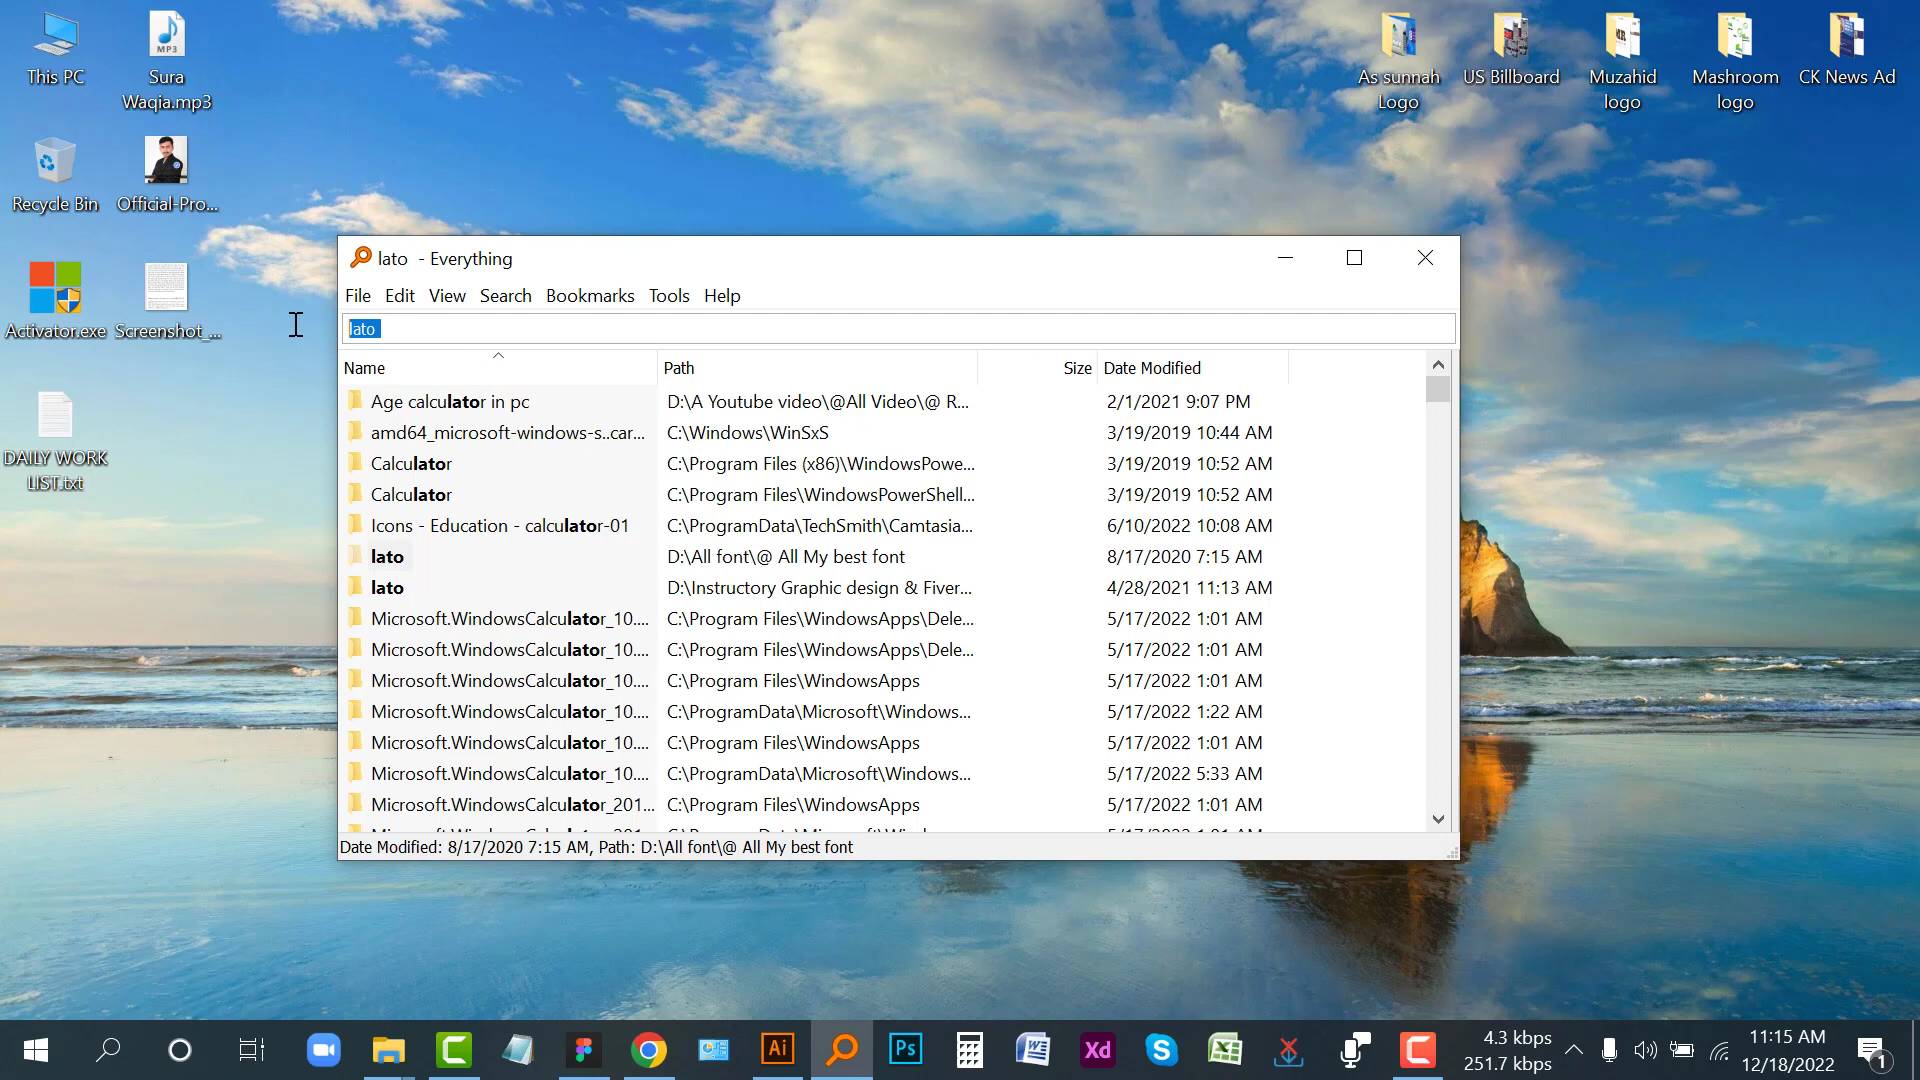 This PC
Sura
Waqia.mp3
Recycle Bin
Official-Pro...
Activator.exe
Screenshot_...
DAILY WORK
LIST.txt
As sunnah
Logo
US Billboard
Muzahid
logo
Mashroom
logo
CK News Ad
lato - Everything
File Edit View Search Bookmarks Tools Help
lato
Name Path Size Date Modified
Age calculator in pc D:\A Youtube video\@All Video\@ R... 2/1/2021 9:07 PM
amd64_microsoft-windows-s..car... C:\Windows\WinSxS 3/19/2019 10:44 AM
Calculator C:\Program Files (x86)\WindowsPowe... 3/19/2019 10:52 AM
Calculator C:\Program Files\WindowsPowerShell... 3/19/2019 10:52 AM
Icons - Education - calculator-01 C:\ProgramData\TechSmith\Camtasia... 6/10/2022 10:08 AM
lato D:\All font\@ All My best font 8/17/2020 7:15 AM
lato D:\Instructory Graphic design & Fiver... 4/28/2021 11:13 AM
Microsoft.WindowsCalculator_10.... C:\Program Files\WindowsApps\Dele... 5/17/2022 1:01 AM
Microsoft.WindowsCalculator_10.... C:\Program Files\WindowsApps\Dele... 5/17/2022 1:01 AM
Microsoft.WindowsCalculator_10.... C:\Program Files\WindowsApps 5/17/2022 1:01 AM
Microsoft.WindowsCalculator_10.... C:\ProgramData\Microsoft\Windows... 5/17/2022 1:22 AM
Microsoft.WindowsCalculator_10.... C:\Program Files\WindowsApps 5/17/2022 1:01 AM
Microsoft.WindowsCalculator_10.... C:\ProgramData\Microsoft\Windows... 5/17/2022 5:33 AM
Microsoft.WindowsCalculator_201... C:\Program Files\WindowsApps 5/17/2022 1:01 AM
Date Modified: 8/17/2020 7:15 AM, Path: D:\All font\@ All My best font
4.3 kbps
251.7 kbps
11:15 AM
12/18/2022
1